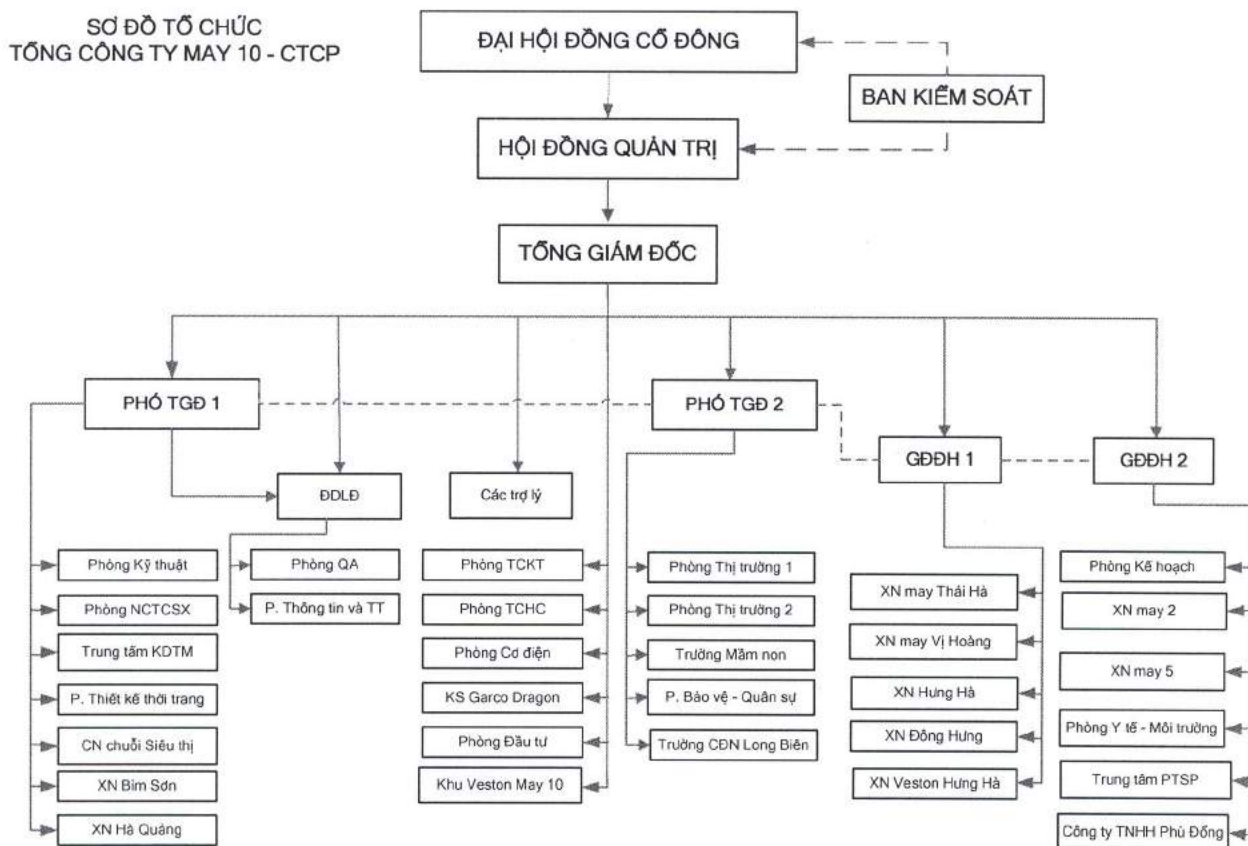 SƠ ĐỒ TỔ CHỨC
TỔNG CÔNG TY MAY 10 - CTCP
ĐẠI HỘI ĐỒNG CỔ ĐÔNG
BAN KIỂM SOÁT
HỘI ĐỒNG QUẢN TRỊ
TỔNG GIÁM ĐỐC
PHÓ TGĐ 1
PHÓ TGĐ 2
GĐĐH 1
GĐĐH 2
ĐDLĐ
Các trợ lý
Phòng Kỹ thuật
Phòng NCTCSX
Trung tâm KDTM
P. Thiết kế thời trang
CN chuỗi Siêu thị
XN Bỉm Sơn
XN Hà Quảng
Phòng QA
P. Thông tin và TT
Phòng TCKT
Phòng TCHC
Phòng Cơ điện
KS Garco Dragon
Phòng Đầu tư
Khu Veston May 10
Phòng Thị trường 1
Phòng Thị trường 2
Trường Mầm non
P. Bảo vệ - Quân sự
Trường CĐN Long Biên
XN may Thái Hà
XN may Vị Hoàng
XN Hưng Hà
XN Đông Hưng
XN Veston Hưng Hà
Phòng Kế hoạch
XN may 2
XN may 5
Phòng Y tế - Môi trường
Trung tâm PTSP
Công ty TNHH Phù Đổng